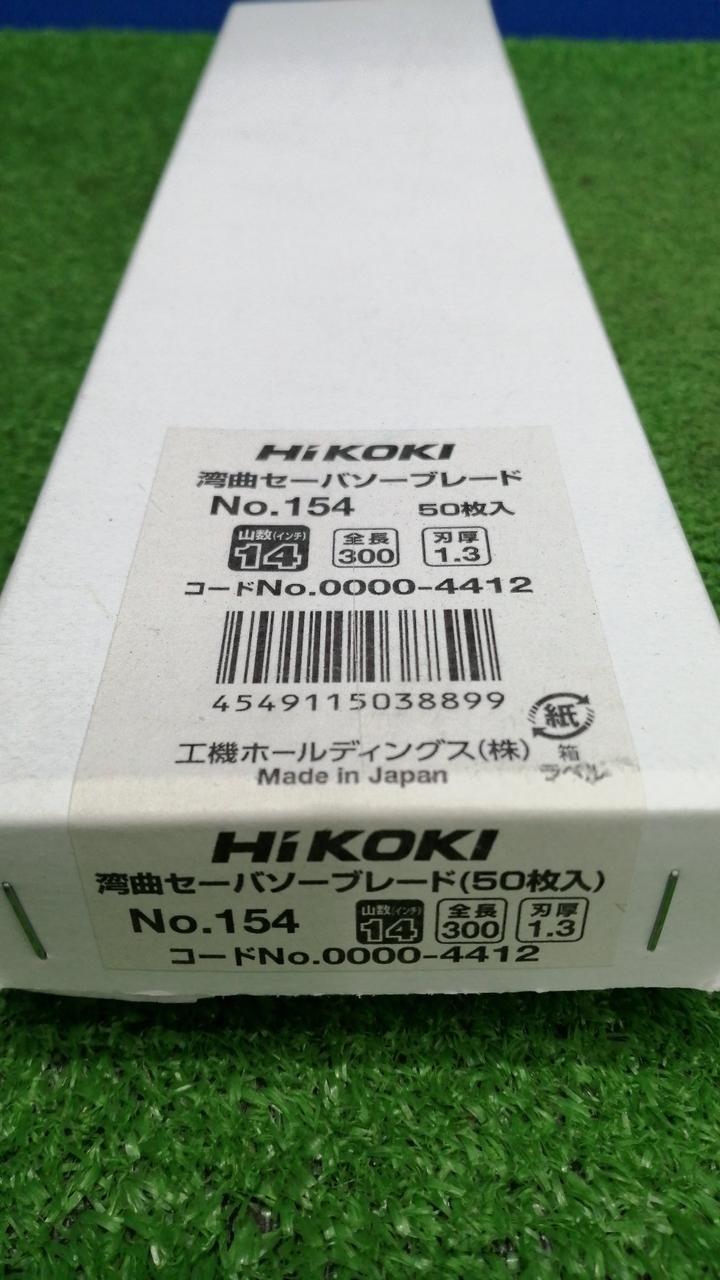 HiKOKI
湾曲セーバソーブレード
No.154 50枚入
山数(インチ) 14 全長 300 刃厚 1.3
コードNo.0000-4412
4549115038899
紙
箱
ラベル
工機ホールディングス(株)
Made in Japan
HiKOKI
湾曲セーバソーブレード(50枚入)
No.154 山数(インチ) 14 全長 300 刃厚 1.3
コードNo.0000-4412